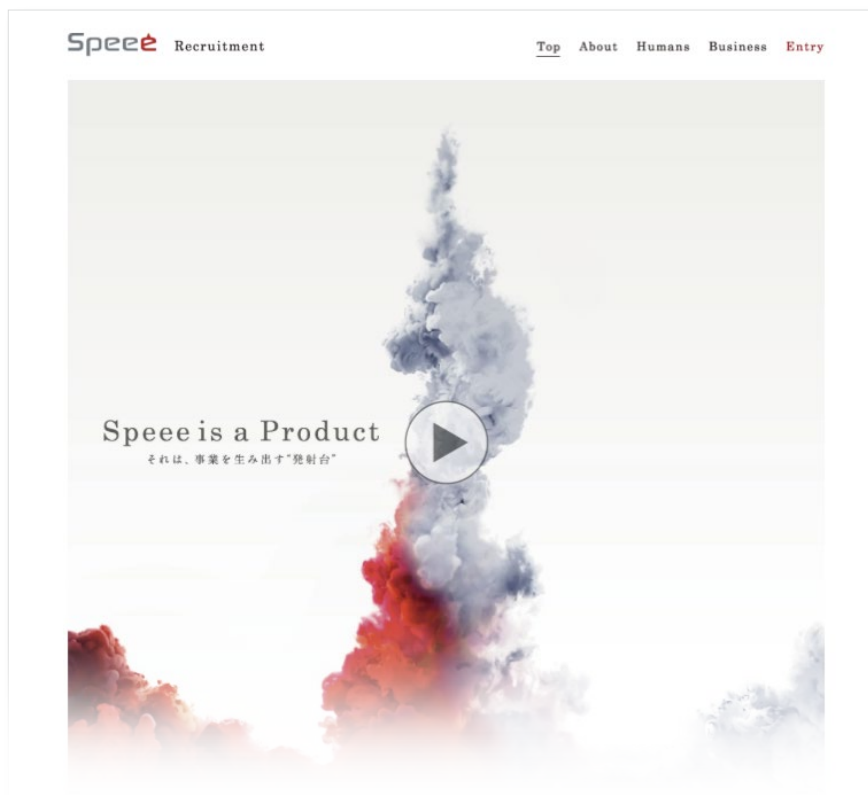 Speee Recruitment
Top About Humans Business Entry
Speee is a Product
それは、事業を生み出す"発射台"